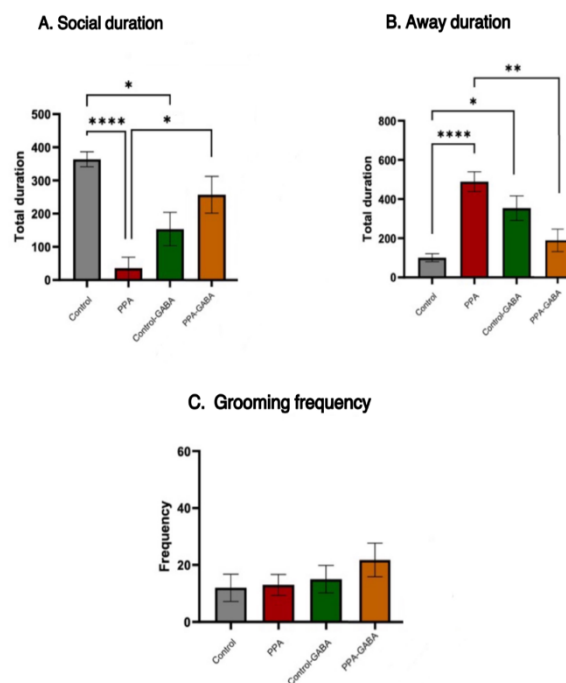 A. Social duration
*
****
*
Total duration
500
400
300
200
100
0
Control
PPA
Control-GABA
PPA-GABA
B. Away duration
**
*
****
Total duration
800
600
400
200
0
Control
PPA
Control-GABA
PPA-GABA
C. Grooming frequency
Frequency
60
40
20
0
Control
PPA
Control-GABA
PPA-GABA